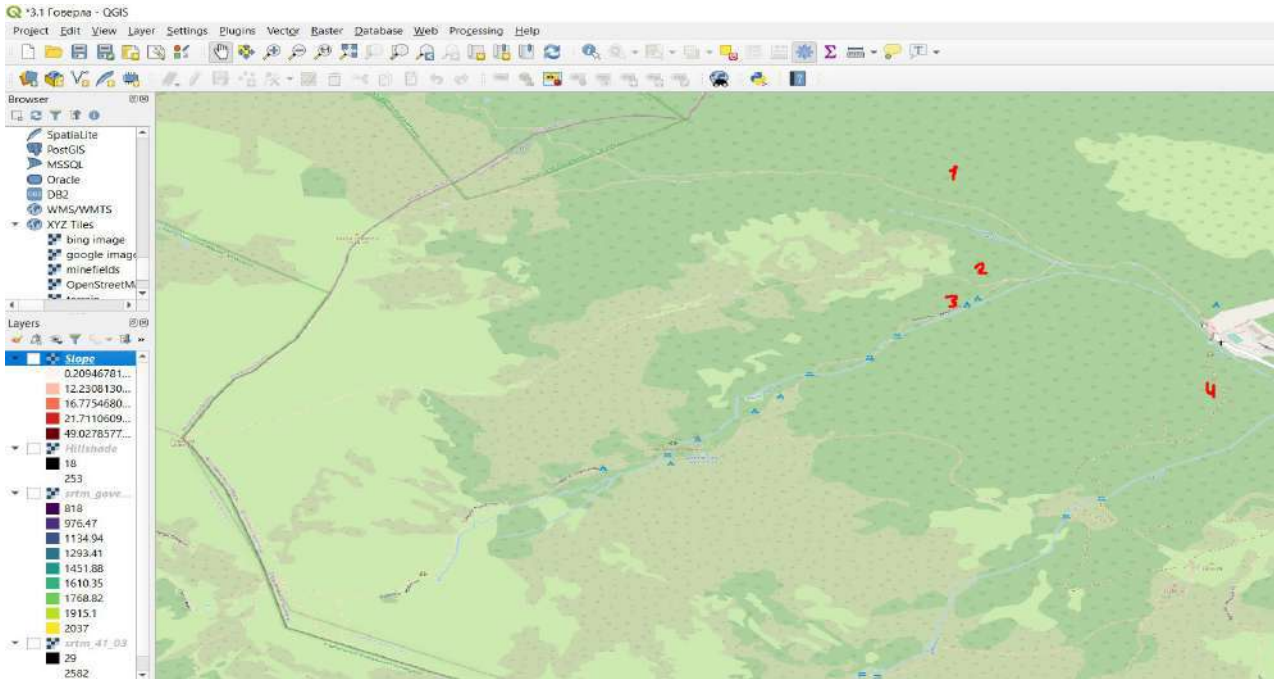 *3.1 Говерла - QGIS
Project Edit View Layer Settings Plugins Vector Raster Database Web Processing Help
Browser
SpatiaLite
PostGIS
MSSQL
Oracle
DB2
WMS/WMTS
XYZ Tiles
bing image
google image
minefields
OpenStreetM
Layers
Slope
0.20946781...
12.2308130...
16.7754680...
21.7110609...
49.0278577...
Hillshade
18
253
srtm_gove...
818
976.47
1134.94
1293.41
1451.88
1610.35
1768.82
1915.1
2037
srtm_41_03
29
2582
1
2
3
4